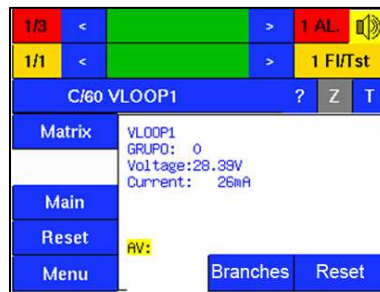 1/3 < > 1 AL.
1/1 < > 1 Fl/Tst
C/60 VLOOP1 ? Z T
Matrix
VLOOP1
GRUPO: 0
Voltage:28.39V
Current: 26mA
Main
Reset
AV:
Menu
Branches
Reset